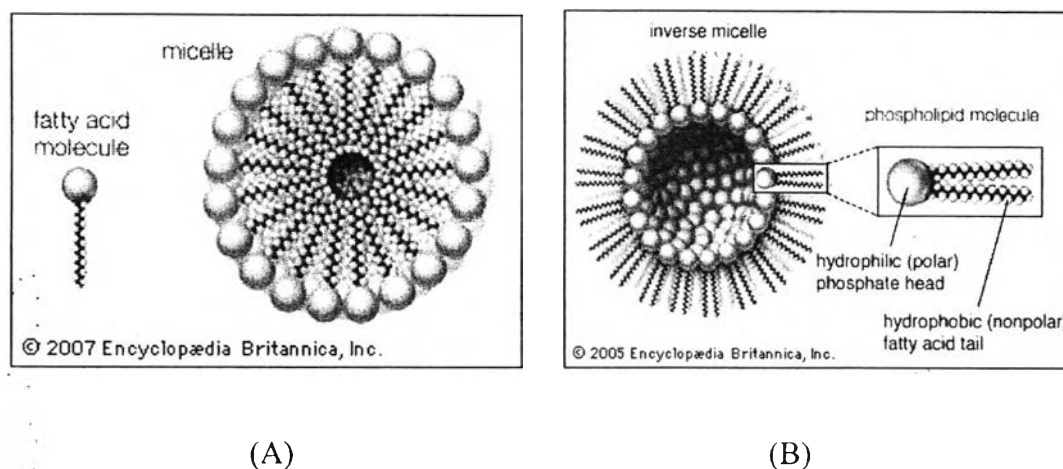 micelle
fatty acid
molecule
© 2007 Encyclopædia Britannica, Inc.
inverse micelle
phospholipid molecule
hydrophilic (polar)
phosphate head
hydrophobic (nonpolar
fatty acid tail
© 2005 Encyclopædia Britannica, Inc.
(A)
(B)